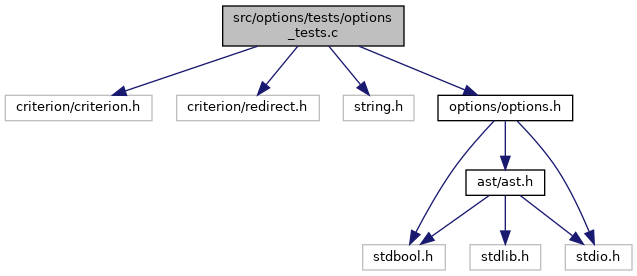 src/options/tests/options
_tests.c
criterion/criterion.h
criterion/redirect.h
string.h
options/options.h
ast/ast.h
stdbool.h
stdlib.h
stdio.h